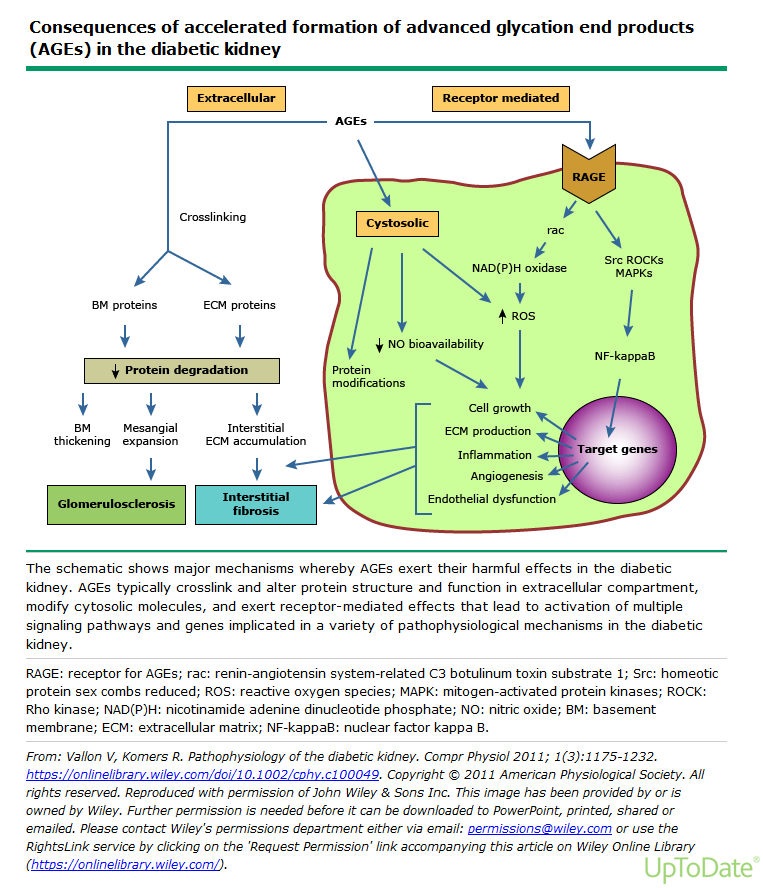 Consequences of accelerated formation of advanced glycation end products
(AGEs) in the diabetic kidney
Extracellular
Receptor mediated
AGEs
RAGE
Crosslinking
Cystosolic
rac
NAD(P)H oxidase
Src ROCKs
MAPKs
BM proteins
ECM proteins
ROS
NO bioavailability
NF-kappaB
Protein degradation
Protein
modifications
BM
thickening
Mesangial
expansion
Interstitial
ECM accumulation
Cell growth
ECM production
Inflammation
Angiogenesis
Endothelial dysfunction
Target genes
Glomerulosclerosis
Interstitial
fibrosis
The schematic shows major mechanisms whereby AGEs exert their harmful effects in the diabetic
kidney. AGEs typically crosslink and alter protein structure and function in extracellular compartment,
modify cytosolic molecules, and exert receptor-mediated effects that lead to activation of multiple
signaling pathways and genes implicated in a variety of pathophysiological mechanisms in the diabetic
kidney.
RAGE: receptor for AGEs; rac: renin-angiotensin system-related C3 botulinum toxin substrate 1; Src: homeotic
protein sex combs reduced; ROS: reactive oxygen species; MAPK: mitogen-activated protein kinases; ROCK:
Rho kinase; NAD(P)H: nicotinamide adenine dinucleotide phosphate; NO: nitric oxide; BM: basement
membrane; ECM: extracellular matrix; NF-kappaB: nuclear factor kappa B.
From: Vallon V, Komers R. Pathophysiology of the diabetic kidney. Compr Physiol 2011; 1(3):1175-1232.
https://onlinelibrary.wiley.com/doi/10.1002/cphy.c100049. Copyright © 2011 American Physiological Society. All
rights reserved. Reproduced with permission of John Wiley & Sons Inc. This image has been provided by or is
owned by Wiley. Further permission is needed before it can be downloaded to PowerPoint, printed, shared or
emailed. Please contact Wiley's permissions department either via email: permissions@wiley.com or use the
RightsLink service by clicking on the 'Request Permission' link accompanying this article on Wiley Online Library
(https://onlinelibrary.wiley.com/).
UpToDate®